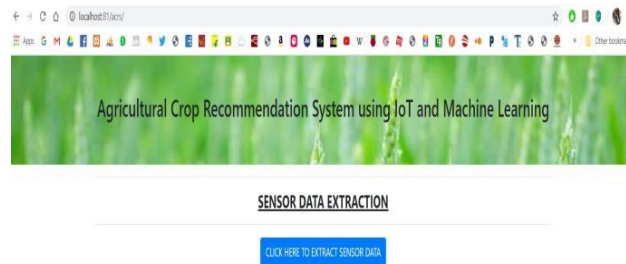 localhost:81/acrs/
Apps
Other bookma
Agricultural Crop Recommendation System using IoT and Machine Learning
SENSOR DATA EXTRACTION
CLICK HERE TO EXTRACT SENSOR DATA